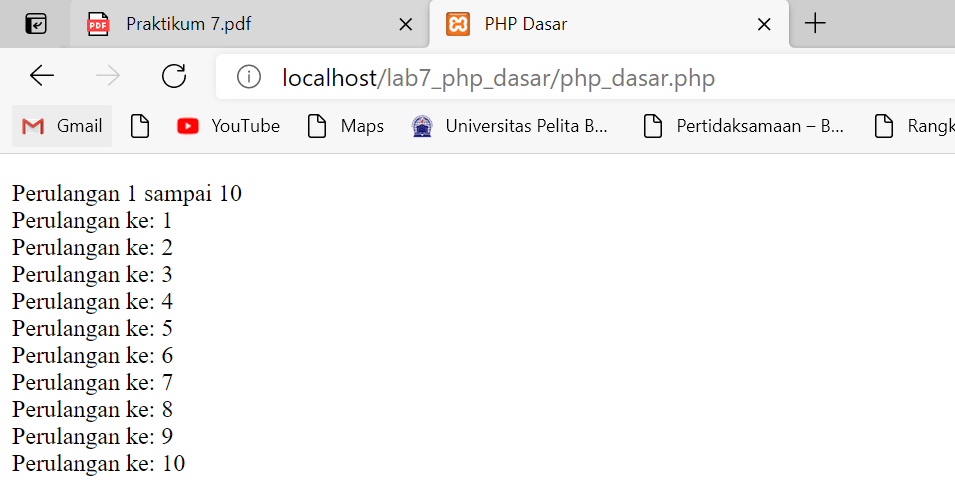 Praktikum 7.pdf
PHP Dasar
localhost/lab7_php_dasar/php_dasar.php
Gmail YouTube Maps Universitas Pelita B... Pertidaksamaan – B... Rangk
Perulangan 1 sampai 10
Perulangan ke: 1
Perulangan ke: 2
Perulangan ke: 3
Perulangan ke: 4
Perulangan ke: 5
Perulangan ke: 6
Perulangan ke: 7
Perulangan ke: 8
Perulangan ke: 9
Perulangan ke: 10